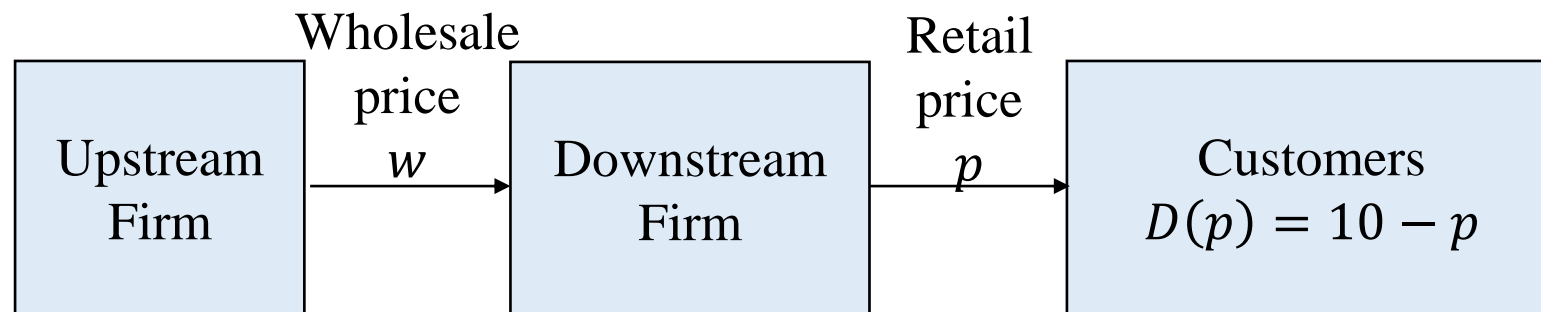 Upstream
Firm
Wholesale
price
w
Downstream
Firm
Retail
price
p
Customers
D(p) = 10 − p